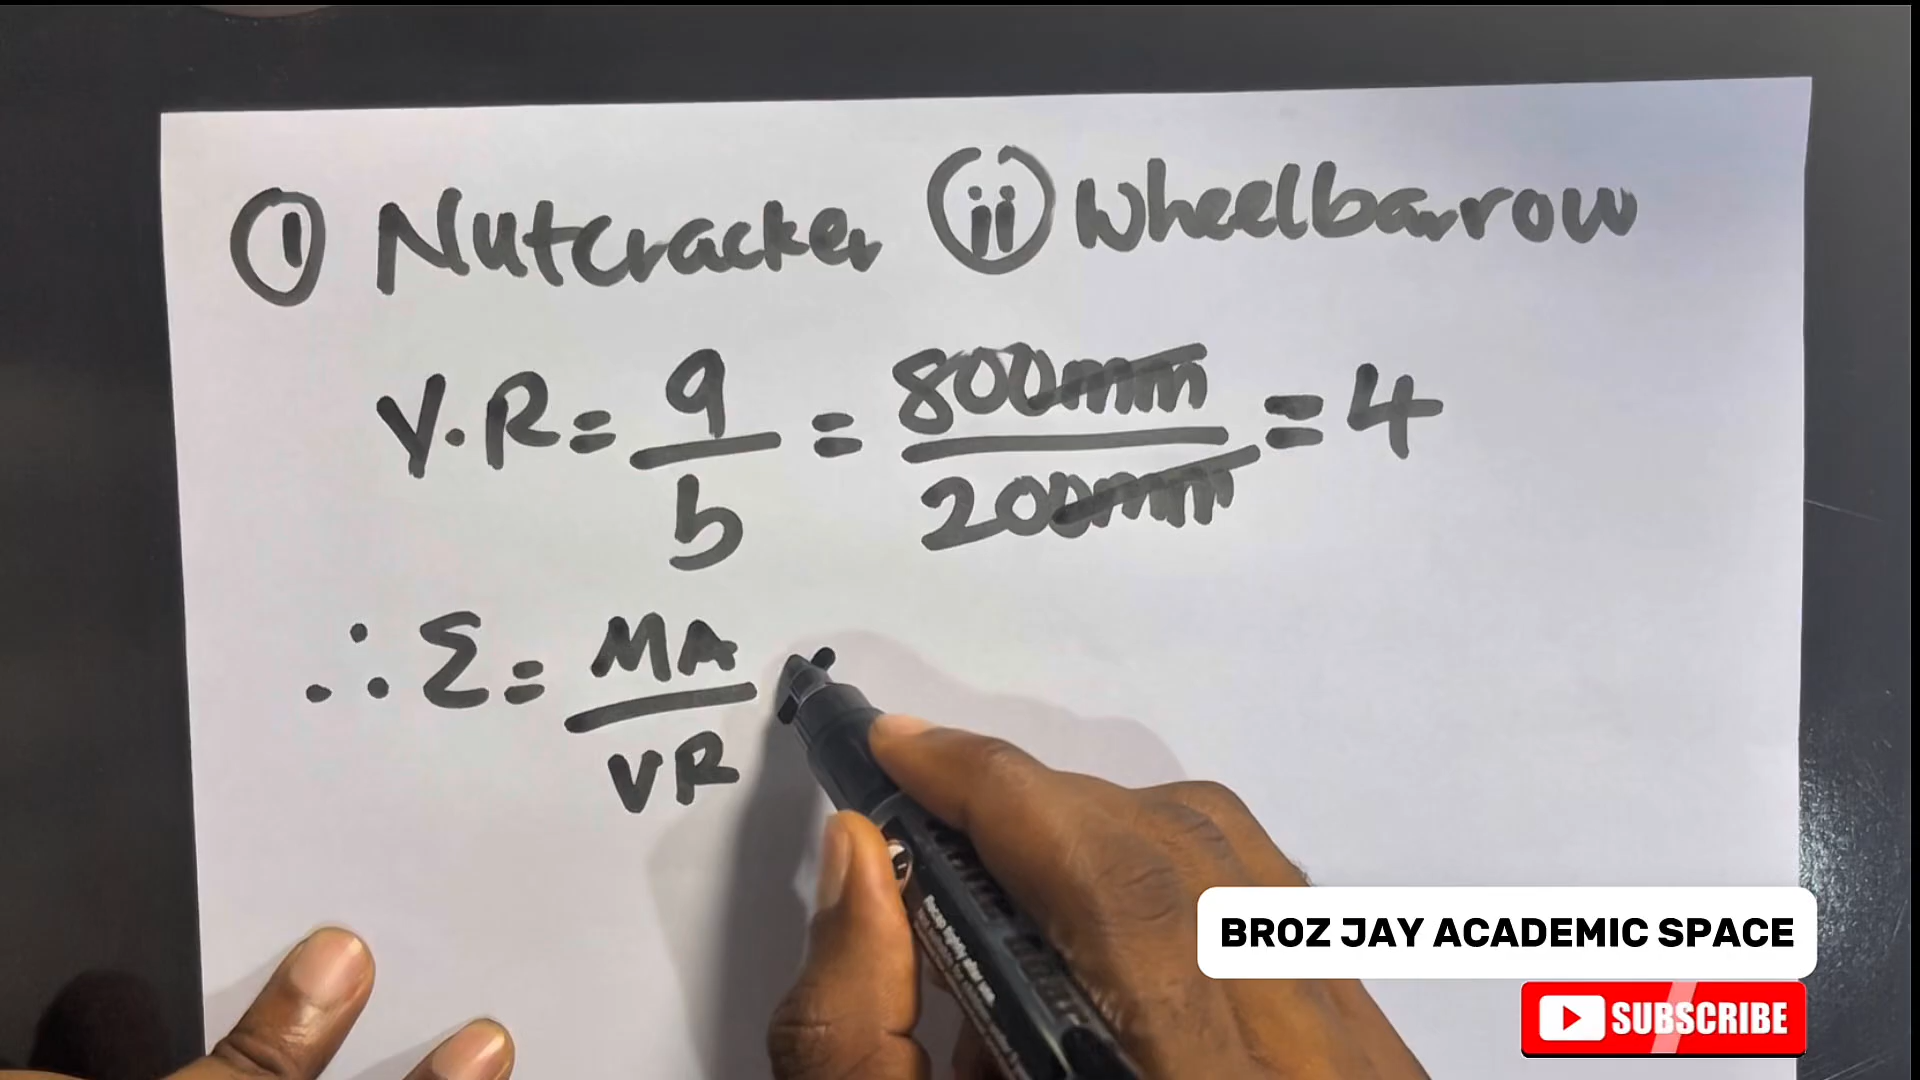 ① Nutcracker ⓘⓘ Wheelbarrow
V.R = a/b = 800mm/200mm = 4
∴ Σ = MA/VR
BROZ JAY ACADEMIC SPACE
SUBSCRIBE